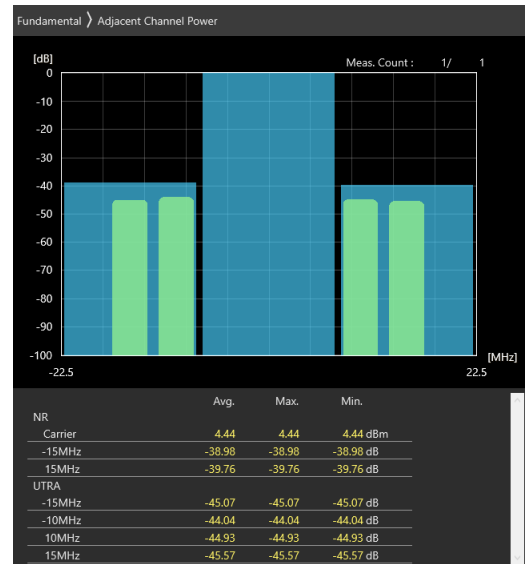 Fundamental ⟩ Adjacent Channel Power
[dB]
Meas. Count : 1/ 1
0
-10
-20
-30
-40
-50
-60
-70
-80
-90
-100
[MHz]
-22.5 22.5
Avg. Max. Min.
NR
Carrier 4.44 4.44 4.44 dBm
-15MHz -38.98 -38.98 -38.98 dB
15MHz -39.76 -39.76 -39.76 dB
UTRA
-15MHz -45.07 -45.07 -45.07 dB
-10MHz -44.04 -44.04 -44.04 dB
10MHz -44.93 -44.93 -44.93 dB
15MHz -45.57 -45.57 -45.57 dB